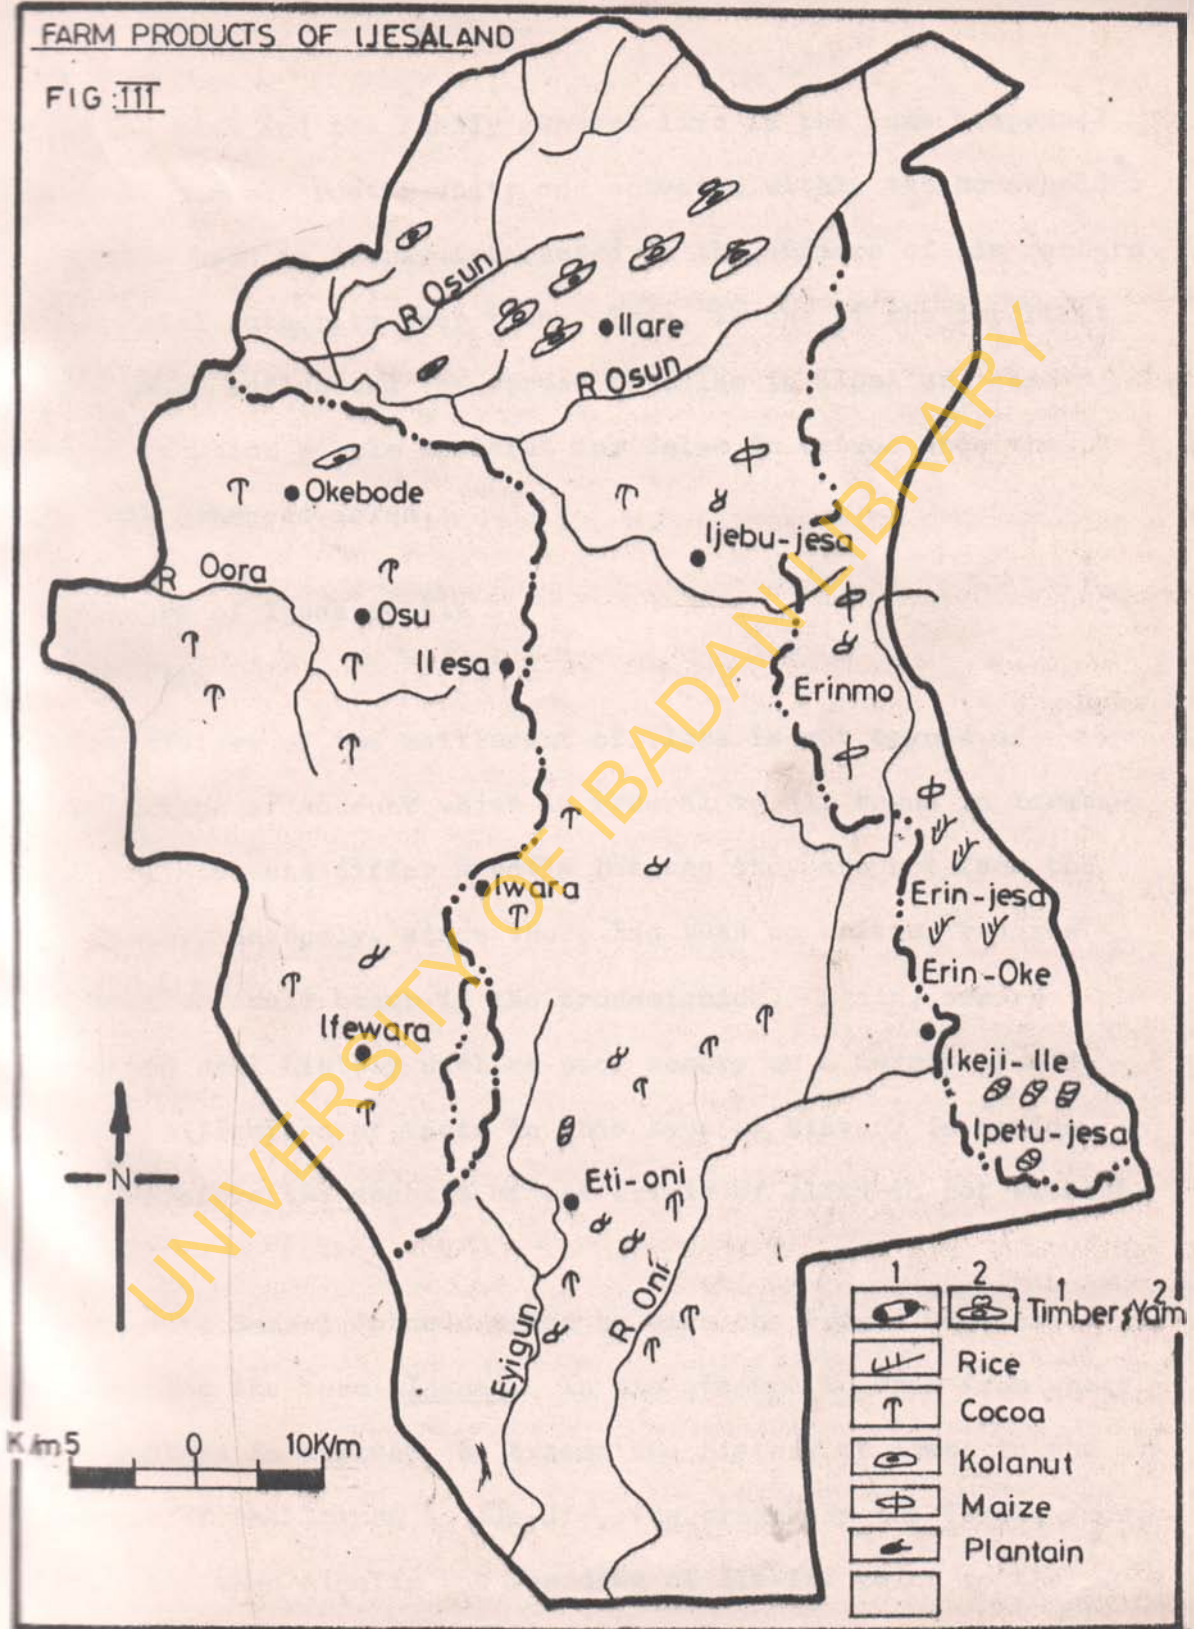 FARM PRODUCTS OF IJESALAND
FIG:III
R Osun
Ilare
R Osun
Okebode
Ijebu-jesa
R Oora
Osu
Ilesa
Erinmo
Iwara
Erin-jesa
Erin-Oke
Ifewara
Ikeji-Ile
Ipetu-jesa
N
Eti-oni
R Oni
Eyigun
1 2
Timber 1 & Yam 2
Rice
Cocoa
Kolanut
Maize
Plantain
K/m5 0 10K/m
UNIVERSITY OF IBADAN LIBRARY